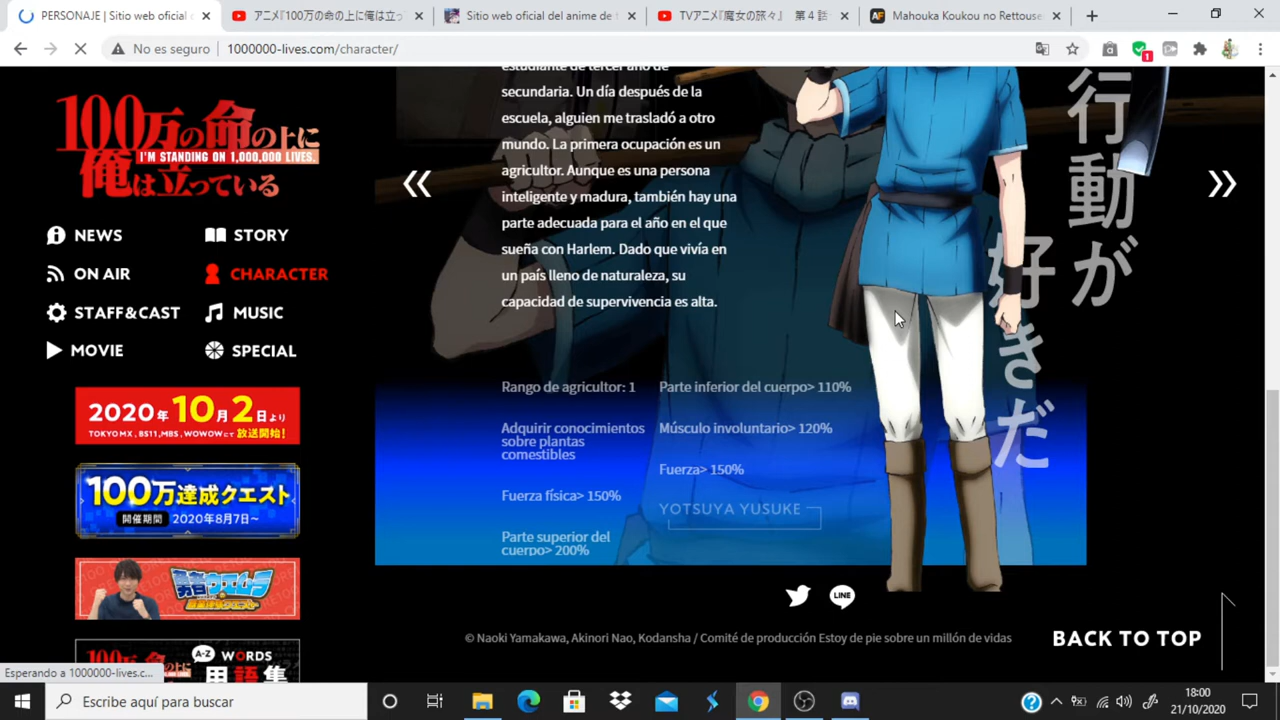 PERSONAJE | Sitio web oficial
アニメ『100万の命の上に俺は立っ
Sitio web oficial del anime de t
TVアニメ『魔女の旅々』 第４話
Mahouka Koukou no Rettouse
No es seguro
1000000-lives.com/character/
1
100万の命の上に
I'M STANDING ON 1,000,000 LIVES.
俺は立っている
NEWS
STORY
ON AIR
CHARACTER
STAFF&CAST
MUSIC
MOVIE
SPECIAL
2020年10月2日より
TOKYO MX , BS11,MBS , WOWOWにて放送開始!
100万達成クエスト
開催期間 2020年8月7日~
勇者ウエムラ
A-Z WORDS
用語集
estudiante de tercer año de
secundaria. Un día después de la
escuela, alguien me trasladó a otro
mundo. La primera ocupación es un
agricultor. Aunque es una persona
inteligente y madura, también hay una
parte adecuada para el año en el que
sueña con Harlem. Dado que vivía en
un país lleno de naturaleza, su
capacidad de supervivencia es alta.
行動が
好きだ
Rango de agricultor: 1
Adquirir conocimientos
sobre plantas
comestibles
Fuerza física> 150%
Parte superior del
cuerpo> 200%
Parte inferior del cuerpo> 110%
Músculo involuntario> 120%
Fuerza> 150%
YOTSUYA YUSUKE
LINE
© Naoki Yamakawa, Akinori Nao, Kodansha / Comité de producción Estoy de pie sobre un millón de vidas
BACK TO TOP
Esperando a 1000000-lives.c...
Escribe aquí para buscar
18:00
21/10/2020